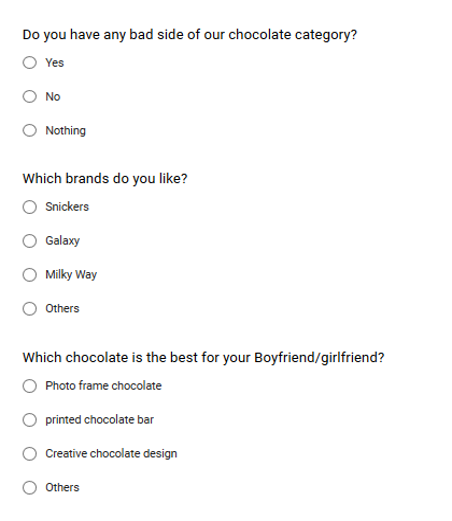 Do you have any bad side of our chocolate category?
Yes
No
Nothing
Which brands do you like?
Snickers
Galaxy
Milky Way
Others
Which chocolate is the best for your Boyfriend/girlfriend?
Photo frame chocolate
printed chocolate bar
Creative chocolate design
Others